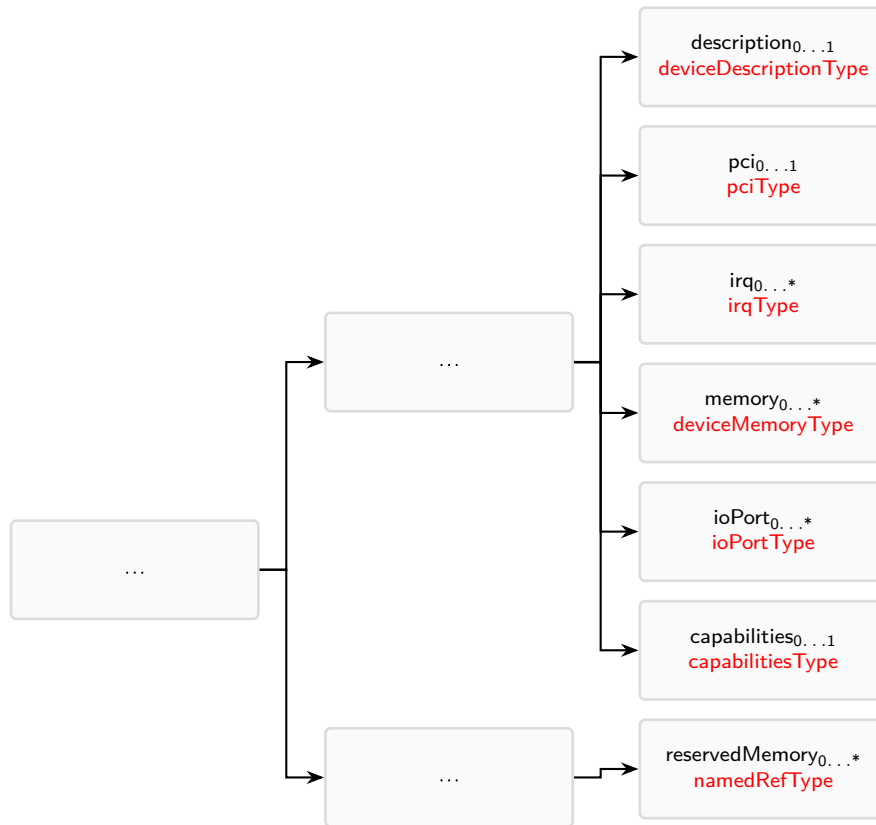 description0...1
deviceDescriptionType
pci0...1
pciType
irq0...*
irqType
...
memory0...*
deviceMemoryType
ioPort0...*
ioPortType
...
capabilities0...1
capabilitiesType
...
reservedMemory0...*
namedRefType